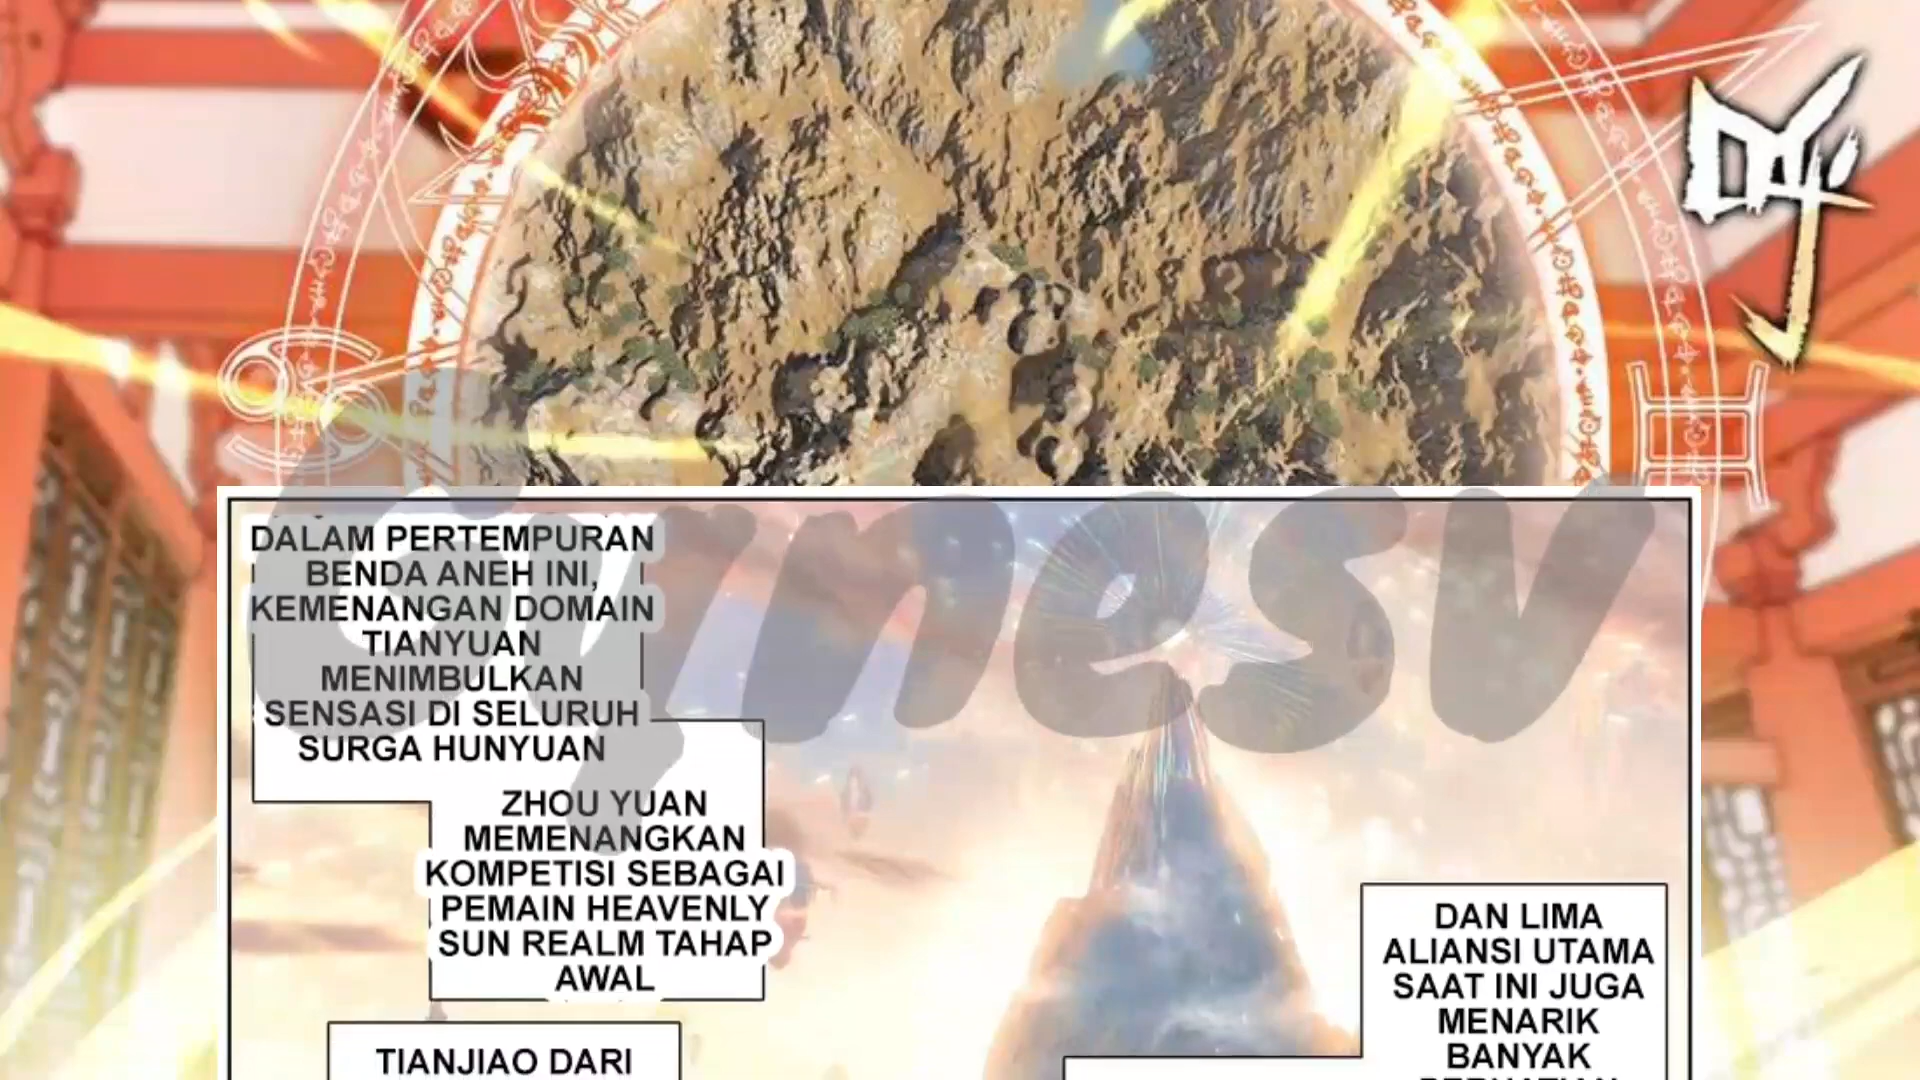 DALAM PERTEMPURAN
BENDA ANEH INI,
KEMENANGAN DOMAIN
TIANYUAN
MENIMBULKAN
SENSASI DI SELURUH
SURGA HUNYUAN
ZHOU YUAN
MEMENANGKAN
KOMPETISI SEBAGAI
PEMAIN HEAVENLY
SUN REALM TAHAP
AWAL
DAN LIMA
ALIANSI UTAMA
SAAT INI JUGA
MENARIK
BANYAK
TIANJIAO DARI